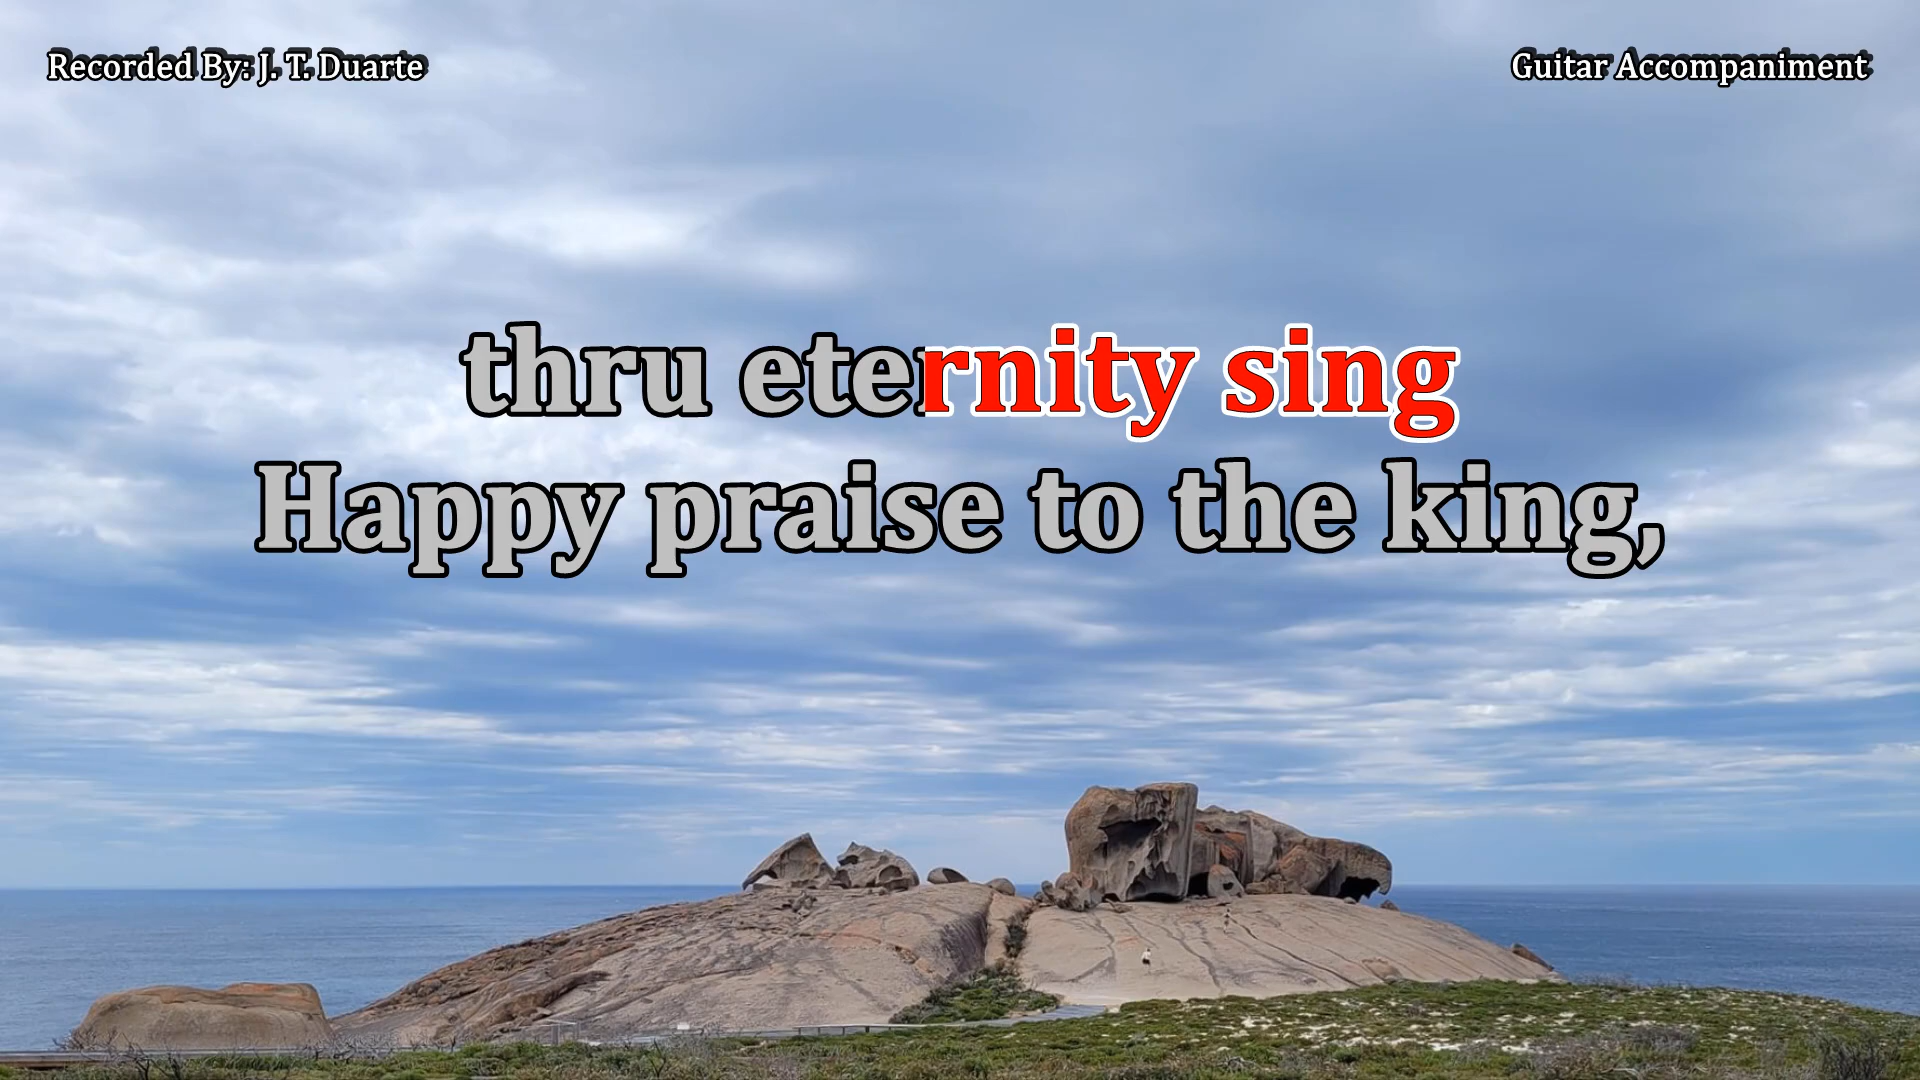 Recorded By: J. T. Duarte
Guitar Accompaniment
thru eternity sing
Happy praise to the king,